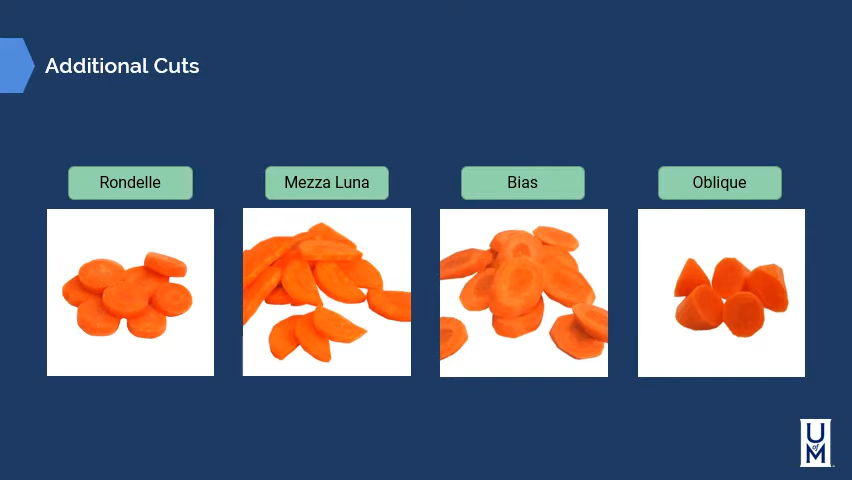 Additional Cuts
Rondelle
Mezza Luna
Bias
Oblique
U
of
M